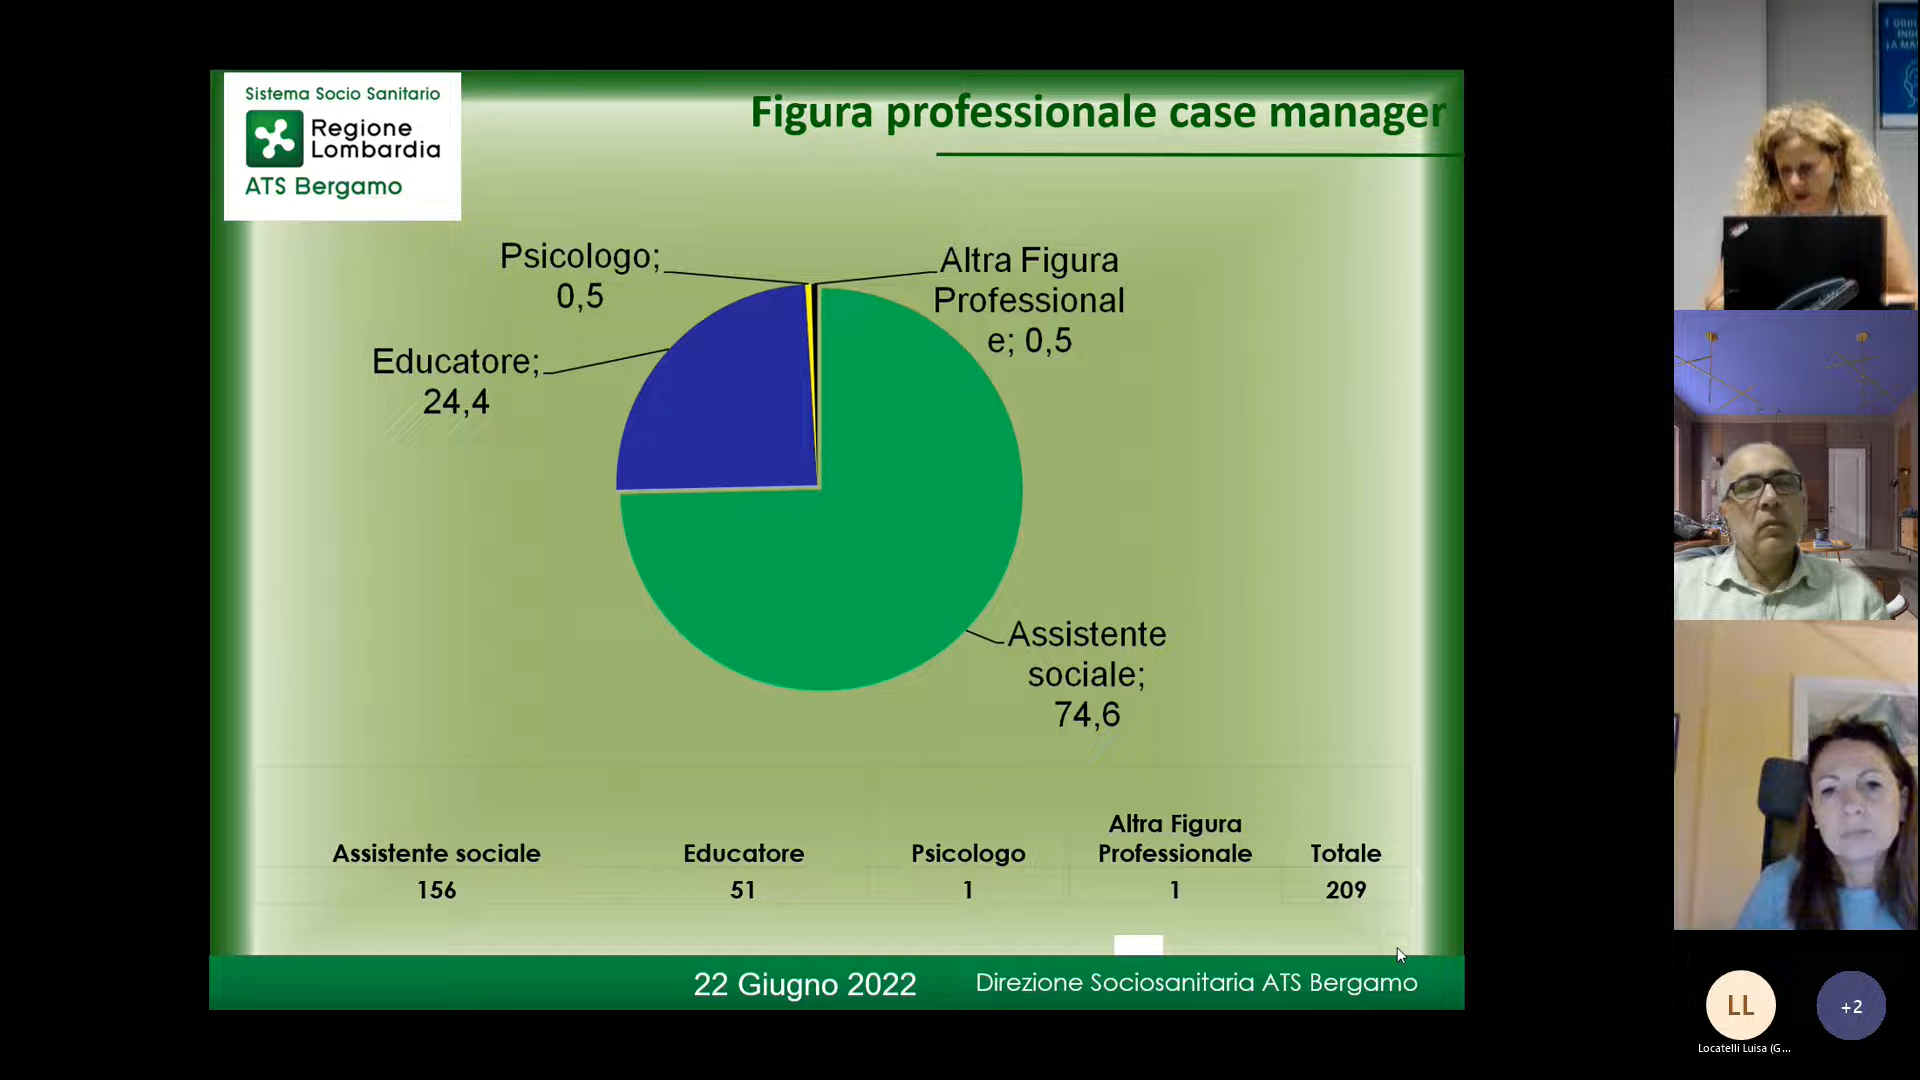 Sistema Socio Sanitario
Regione
Lombardia
ATS Bergamo
Figura professionale case manager
Psicologo;
0,5
Altra Figura
Professional
e; 0,5
Educatore;
24,4
Assistente
sociale;
74,6
Assistente sociale
Educatore
Psicologo
Altra Figura
Professionale
Totale
156
51
1
1
209
22 Giugno 2022
Direzione Sociosanitaria ATS Bergamo
LL
+2
Locatelli Luisa (G...